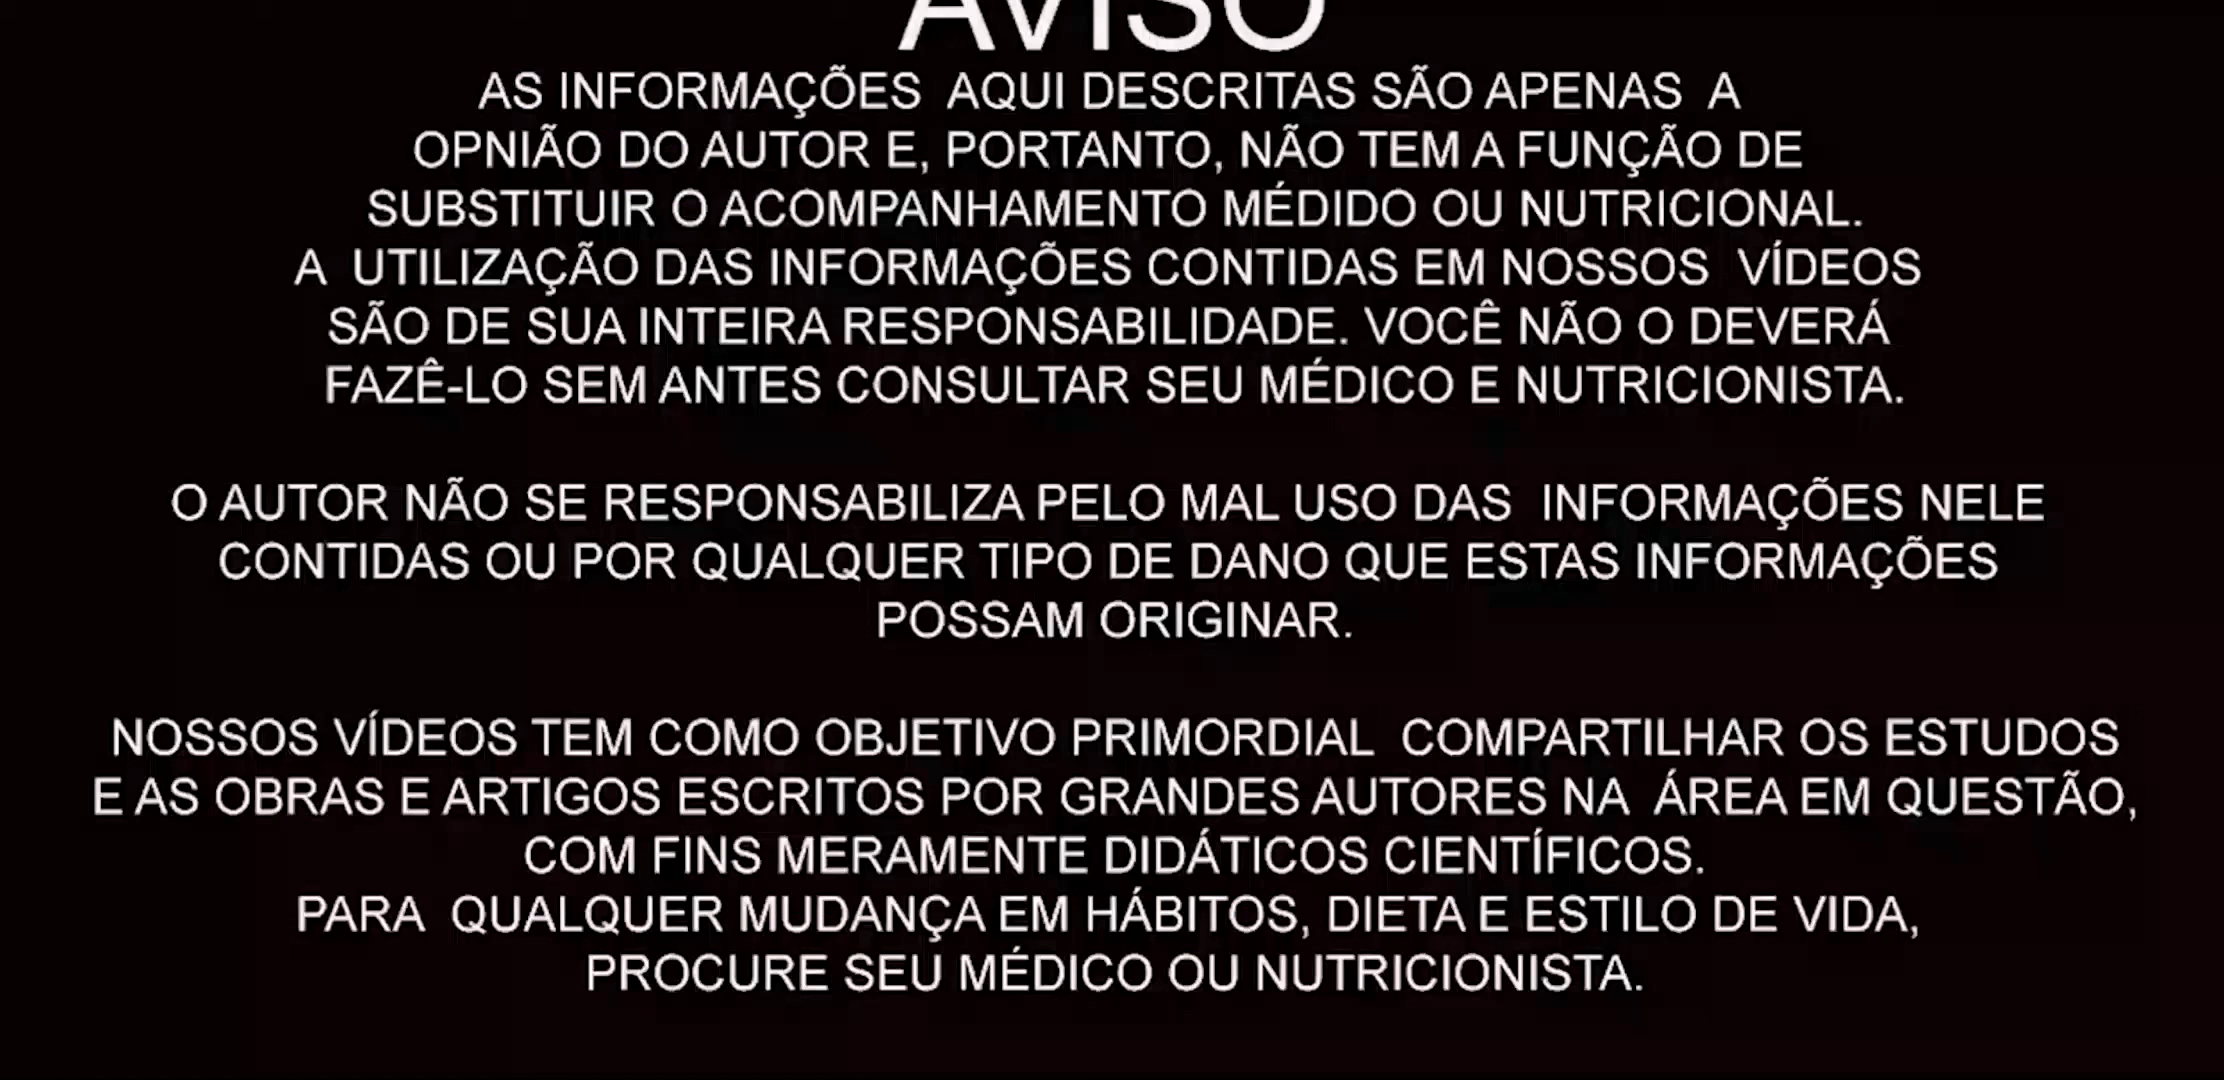 AVISO
AS INFORMAÇÕES AQUI DESCRITAS SÃO APENAS A
OPNIÃO DO AUTOR E, PORTANTO, NÃO TEM A FUNÇÃO DE
SUBSTITUIR O ACOMPANHAMENTO MÉDIDO OU NUTRICIONAL.
A UTILIZAÇÃO DAS INFORMAÇÕES CONTIDAS EM NOSSOS VÍDEOS
SÃO DE SUA INTEIRA RESPONSABILIDADE. VOCÊ NÃO O DEVERÁ
FAZÊ-LO SEM ANTES CONSULTAR SEU MÉDICO E NUTRICIONISTA.
O AUTOR NÃO SE RESPONSABILIZA PELO MAL USO DAS INFORMAÇÕES NELE
CONTIDAS OU POR QUALQUER TIPO DE DANO QUE ESTAS INFORMAÇÕES
POSSAM ORIGINAR.
NOSSOS VÍDEOS TEM COMO OBJETIVO PRIMORDIAL COMPARTILHAR OS ESTUDOS
E AS OBRAS E ARTIGOS ESCRITOS POR GRANDES AUTORES NA ÁREA EM QUESTÃO,
COM FINS MERAMENTE DIDÁTICOS CIENTÍFICOS.
PARA QUALQUER MUDANÇA EM HÁBITOS, DIETA E ESTILO DE VIDA,
PROCURE SEU MÉDICO OU NUTRICIONISTA.